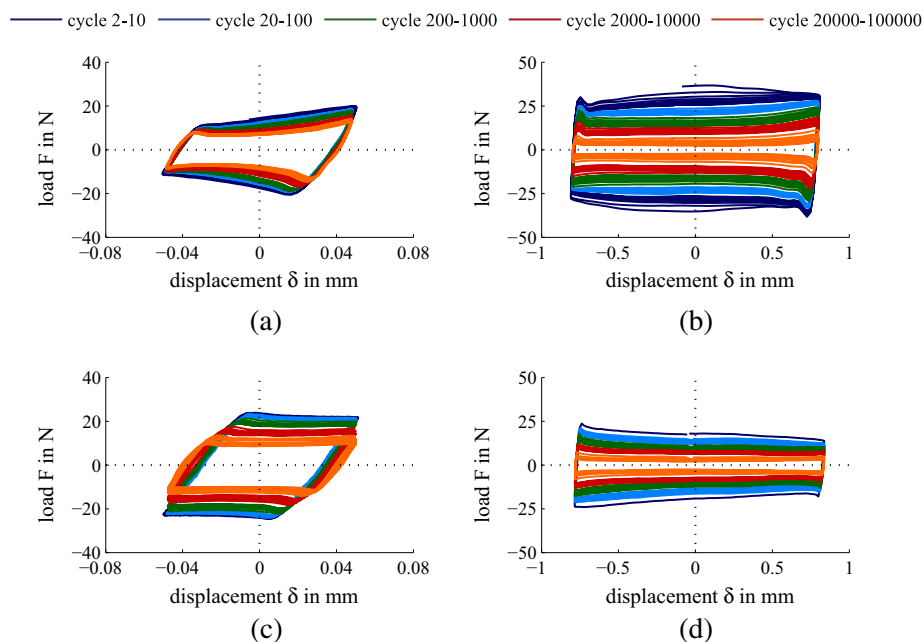 cycle 2-10 cycle 20-100 cycle 200-1000 cycle 2000-10000 cycle 20000-100000
40
20
0
−20
−40
load F in N
−0.08 −0.04 0 0.04 0.08
displacement δ in mm
(a)
50
25
0
−25
−50
load F in N
−1 −0.5 0 0.5 1
displacement δ in mm
(b)
40
20
0
−20
−40
load F in N
−0.08 −0.04 0 0.04 0.08
displacement δ in mm
(c)
50
25
0
−25
−50
load F in N
−1 −0.5 0 0.5 1
displacement δ in mm
(d)